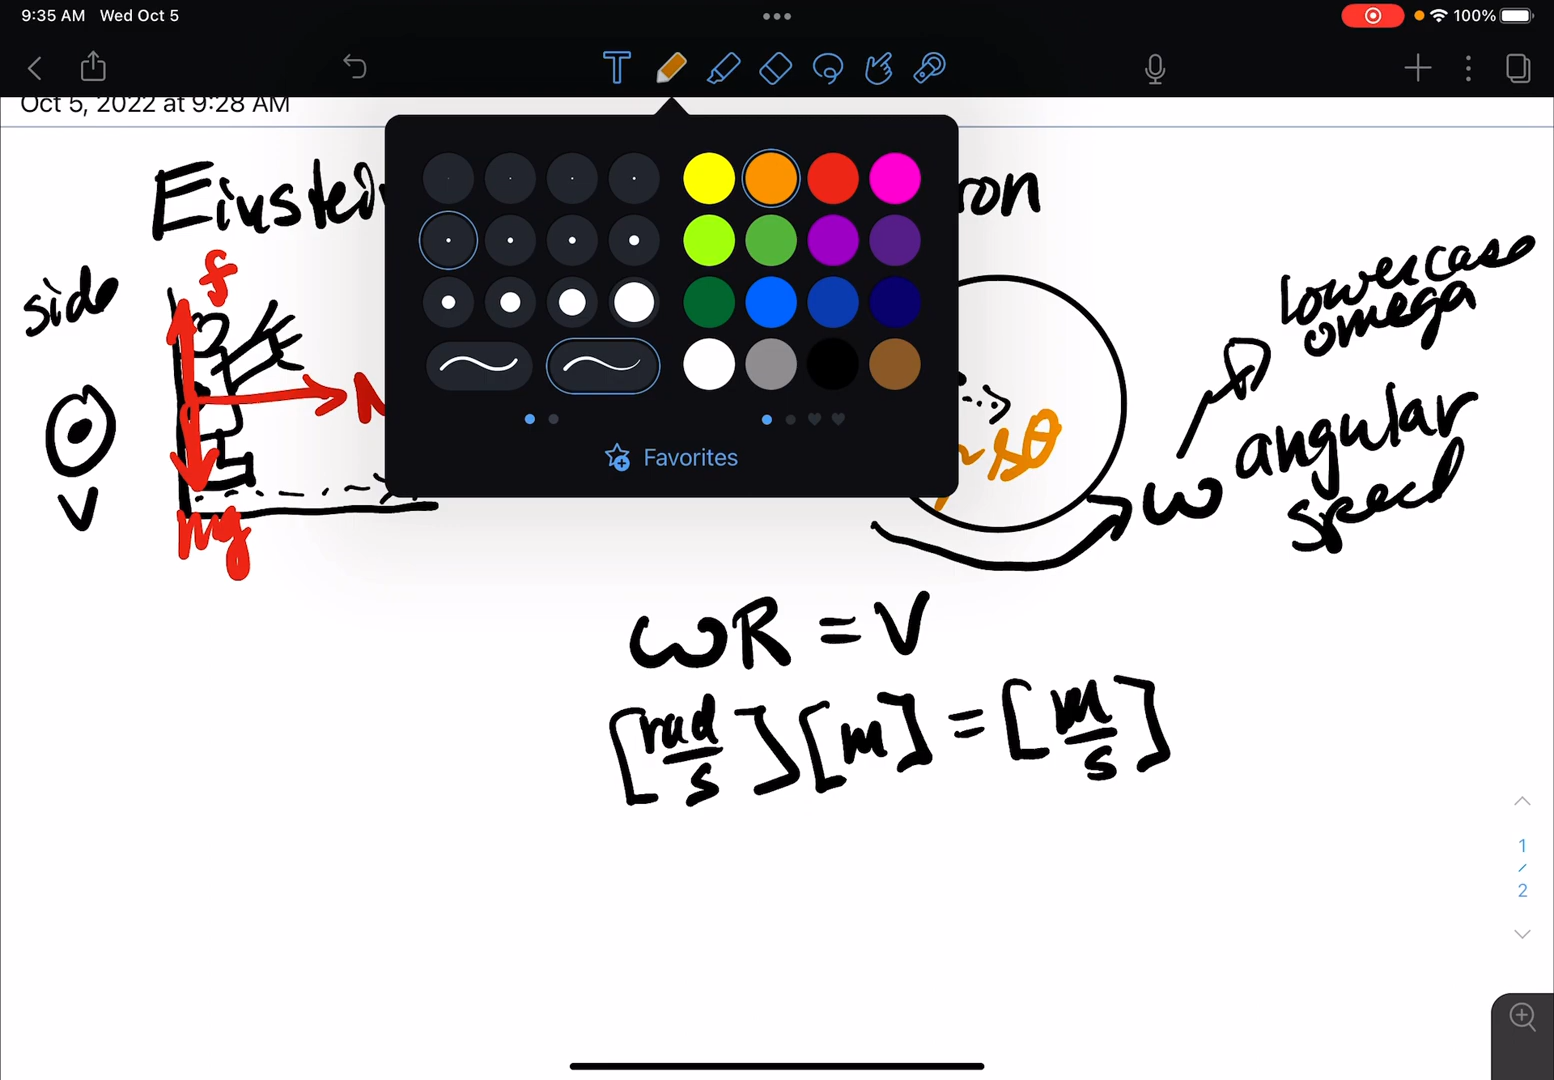 9:35 AM Wed Oct 5
100%
T
Oct 5, 2022 at 9:28 AM
side
f
mg
V
Favorites
lowercase
omega
ω angular
speed
ωR = V
[rad/s][m] = [m/s]
1
/
2